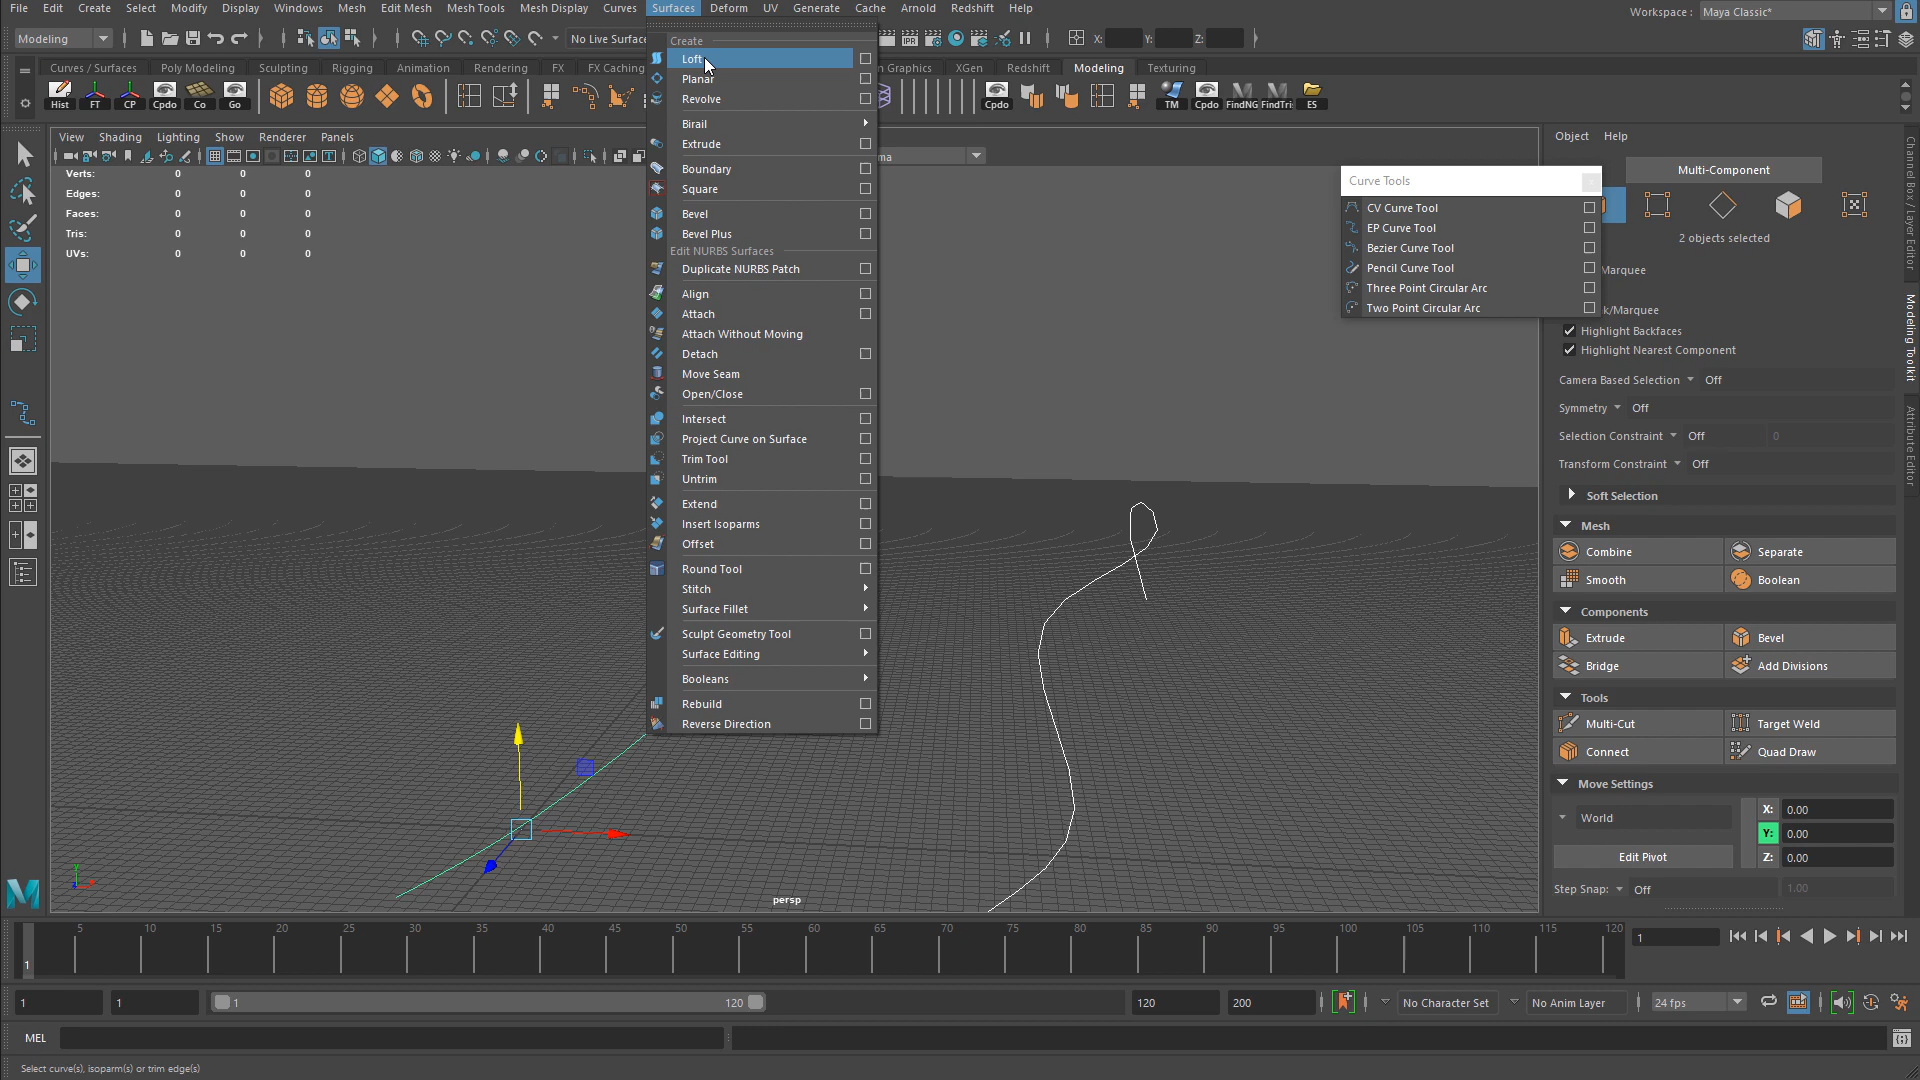 File Edit Create Select Modify Display Windows Mesh Edit Mesh Mesh Tools Mesh Display Curves Surfaces Deform UV Generate Cache Arnold Redshift Help
Workspace : Maya Classic*
Modeling
No Live Surface
X: Y: Z:
Curves / Surfaces Poly Modeling Sculpting Rigging Animation Rendering FX FX Caching Graphics XGen Redshift Modeling Texturing
Hist FT CP Cpdo Co Go Cpdo TM Cpdo FindNG FindTri ES
View Shading Lighting Show Renderer Panels
Verts: 0 0 0
Edges: 0 0 0
Faces: 0 0 0
Tris: 0 0 0
UVs: 0 0 0
Create
Loft
Planar
Revolve
Birail
Extrude
Boundary
Square
Bevel
Bevel Plus
Edit NURBS Surfaces
Duplicate NURBS Patch
Align
Attach
Attach Without Moving
Detach
Move Seam
Open/Close
Intersect
Project Curve on Surface
Trim Tool
Untrim
Extend
Insert Isoparms
Offset
Round Tool
Stitch
Surface Fillet
Sculpt Geometry Tool
Surface Editing
Booleans
Rebuild
Reverse Direction
persp
Curve Tools
CV Curve Tool
EP Curve Tool
Bezier Curve Tool
Pencil Curve Tool
Three Point Circular Arc
Two Point Circular Arc
Object Help
Multi-Component
2 objects selected
Marquee
k/Marquee
Highlight Backfaces
Highlight Nearest Component
Camera Based Selection Off
Symmetry Off
Selection Constraint Off 0
Transform Constraint Off
Soft Selection
Mesh
Combine Separate
Smooth Boolean
Components
Extrude Bevel
Bridge Add Divisions
Tools
Multi-Cut Target Weld
Connect Quad Draw
Move Settings
World
X: 0.00
Y: 0.00
Edit Pivot
Z: 0.00
Step Snap: Off 1.00
Channel Box / Layer Editor
Modeling Toolkit
Attribute Editor
5 10 15 20 25 30 35 40 45 50 55 60 65 70 75 80 85 90 95 100 105 110 115 120
1
1
1 1 1 120 120 200 No Character Set No Anim Layer 24 fps
MEL
Select curve(s), isoparm(s) or trim edge(s)